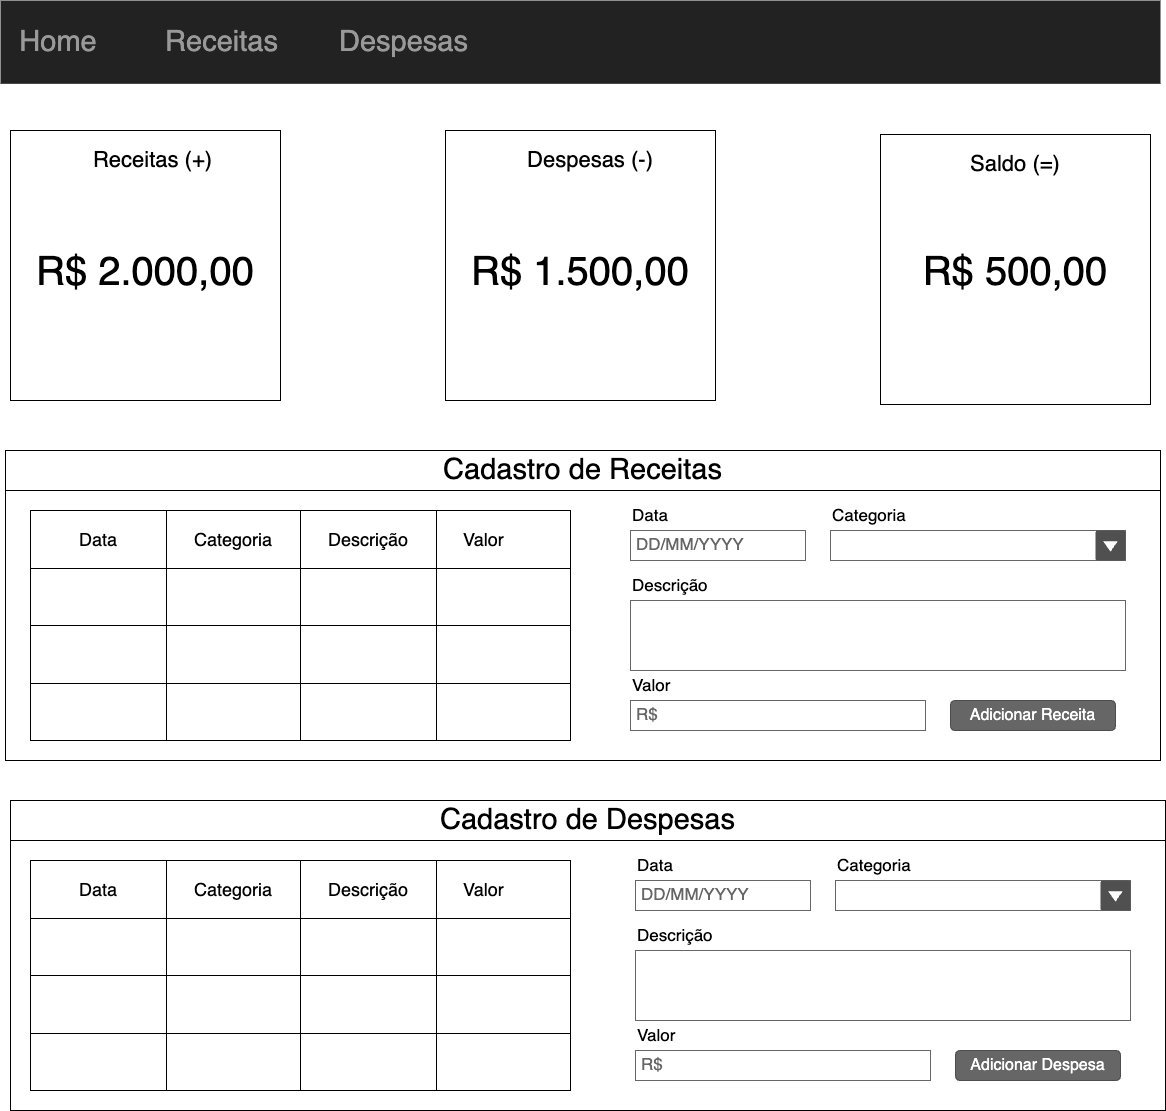 Home Receitas Despesas
Receitas (+)
R$ 2.000,00
Despesas (-)
R$ 1.500,00
Saldo (=)
R$ 500,00
Cadastro de Receitas
Data Categoria Descrição Valor
Data
DD/MM/YYYY
Categoria
Descrição
Valor
R$
Adicionar Receita
Cadastro de Despesas
Data Categoria Descrição Valor
Data
DD/MM/YYYY
Categoria
Descrição
Valor
R$
Adicionar Despesa